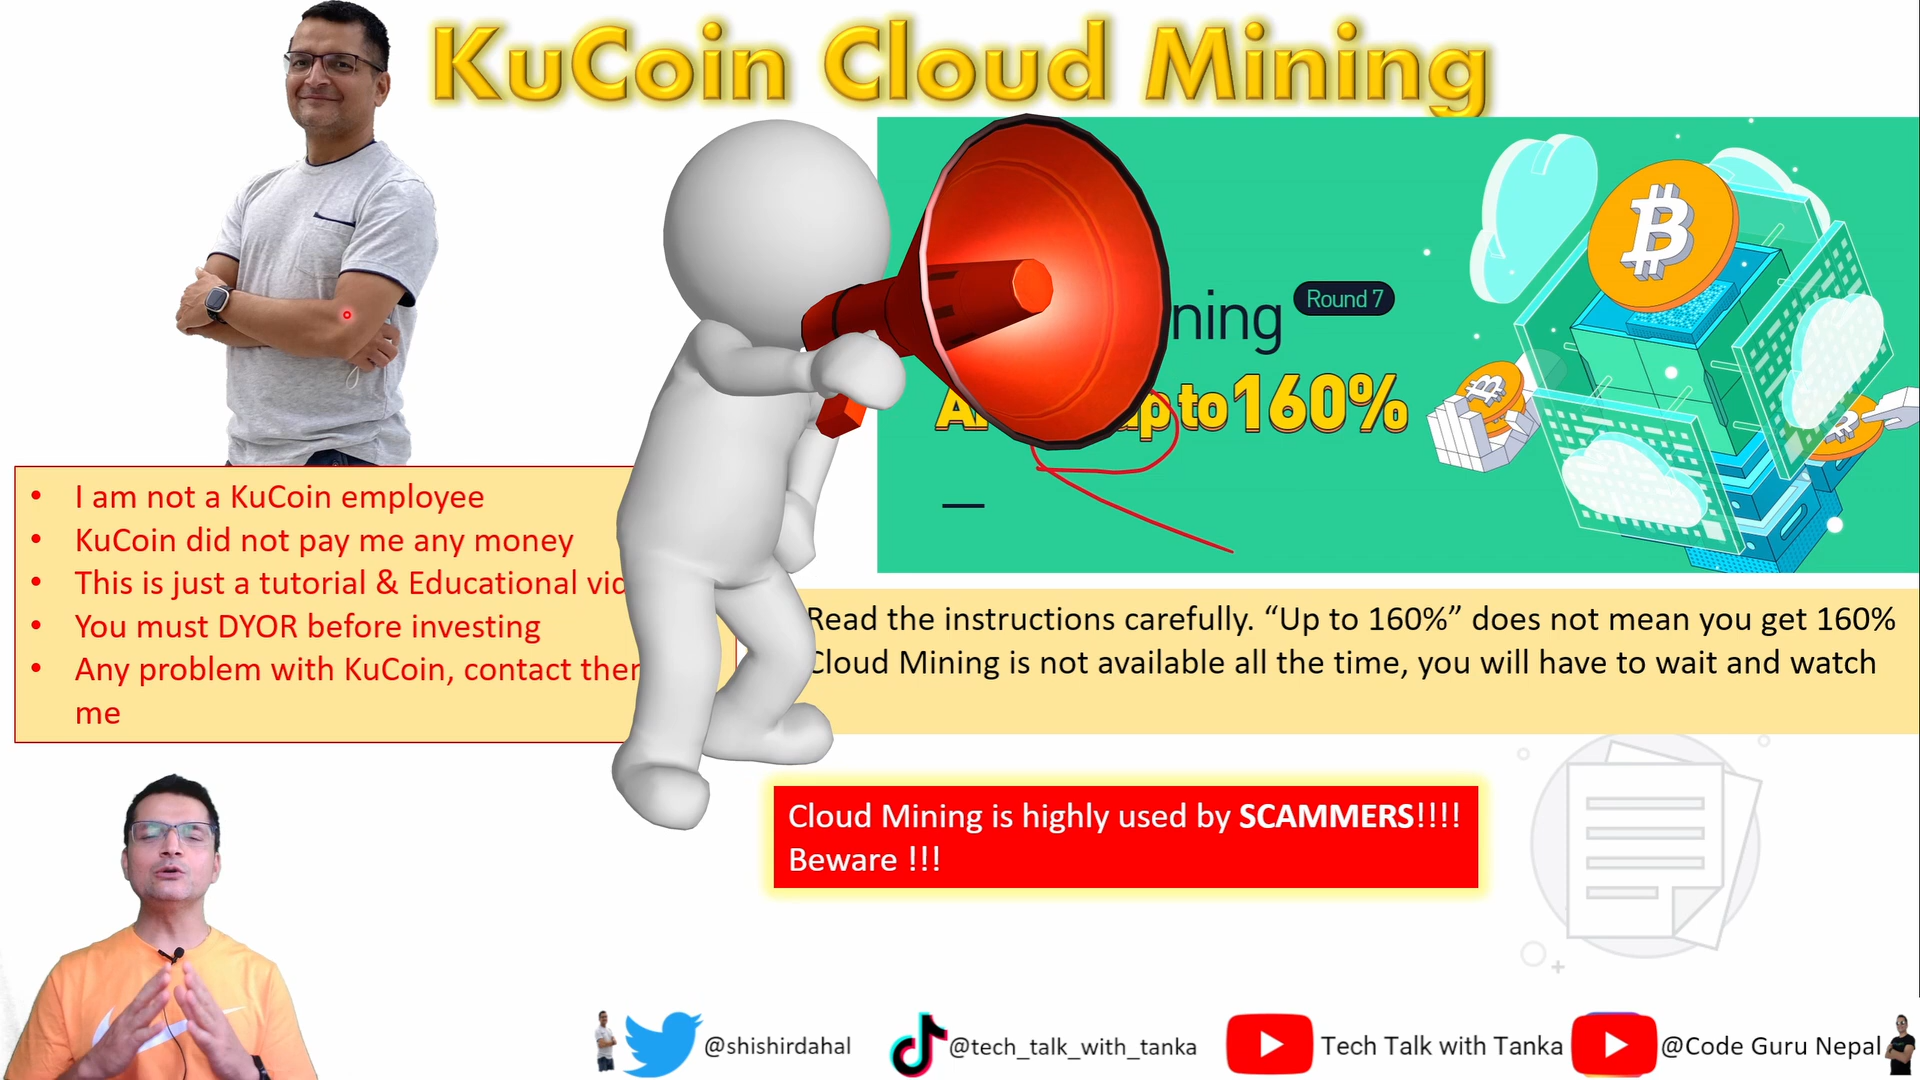 KuCoin Cloud Mining
ning
Round 7
up to 160%
• I am not a KuCoin employee
• KuCoin did not pay me any money
• This is just a tutorial & Educational vid
• You must DYOR before investing
• Any problem with KuCoin, contact ther
me
Read the instructions carefully. “Up to 160%” does not mean you get 160%
Cloud Mining is not available all the time, you will have to wait and watch
Cloud Mining is highly used by SCAMMERS!!!!
Beware !!!
@shishirdahal
@tech_talk_with_tanka
Tech Talk with Tanka
@Code Guru Nepal